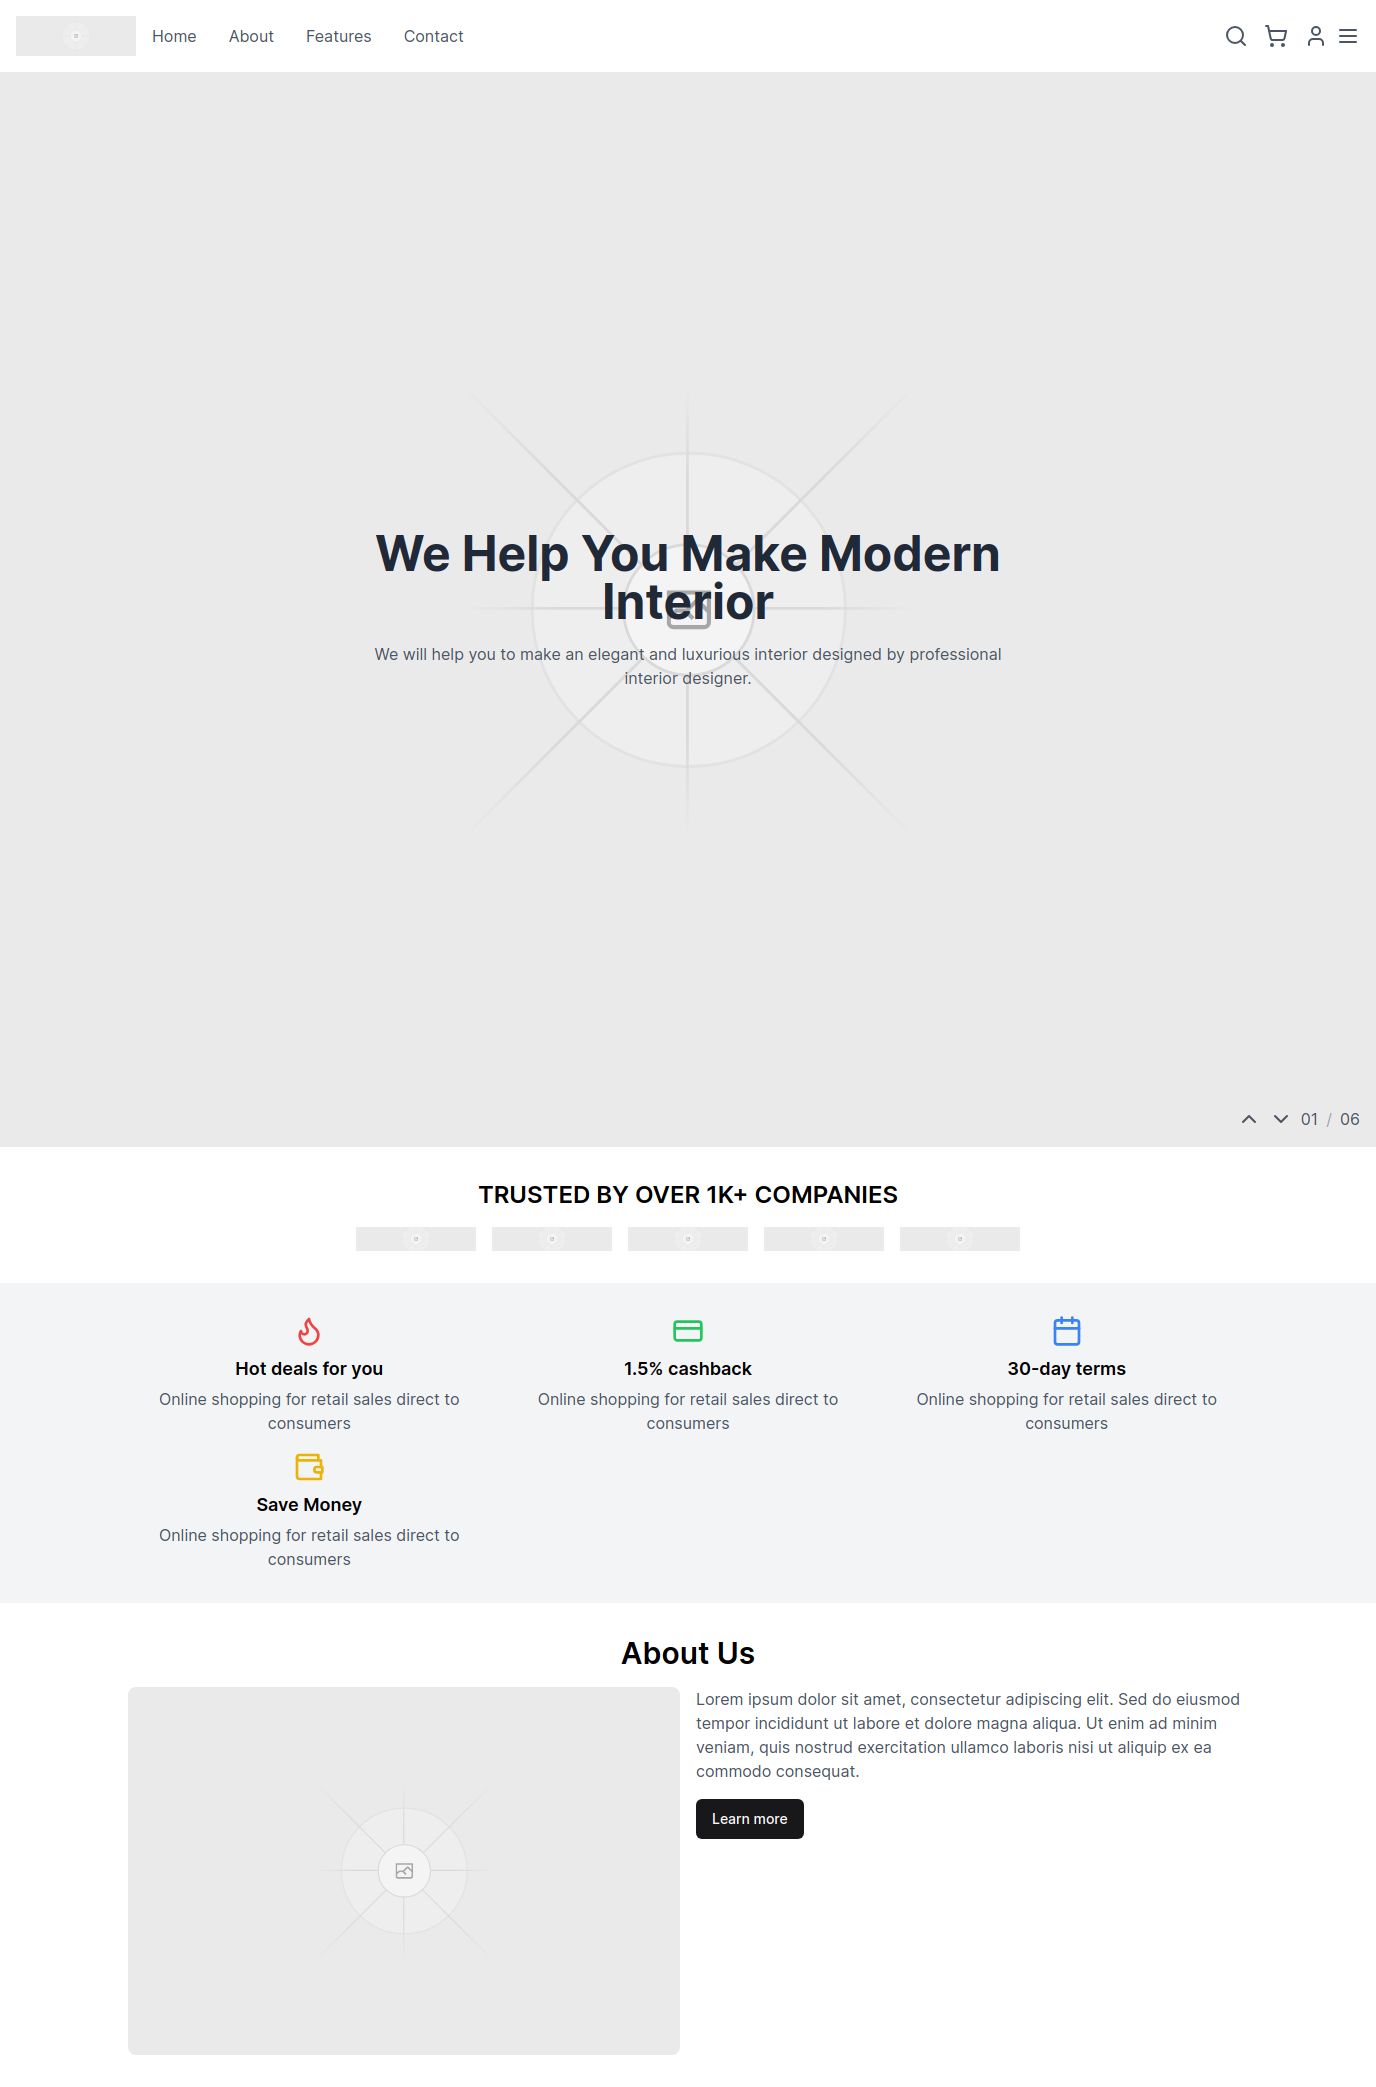 Home About Features Contact
We Help You Make Modern
Interior
We will help you to make an elegant and luxurious interior designed by professional
interior designer.
01 / 06
TRUSTED BY OVER 1K+ COMPANIES
Hot deals for you
Online shopping for retail sales direct to
consumers
1.5% cashback
Online shopping for retail sales direct to
consumers
30-day terms
Online shopping for retail sales direct to
consumers
Save Money
Online shopping for retail sales direct to
consumers
About Us
Lorem ipsum dolor sit amet, consectetur adipiscing elit. Sed do eiusmod
tempor incididunt ut labore et dolore magna aliqua. Ut enim ad minim
veniam, quis nostrud exercitation ullamco laboris nisi ut aliquip ex ea
commodo consequat.
Learn more